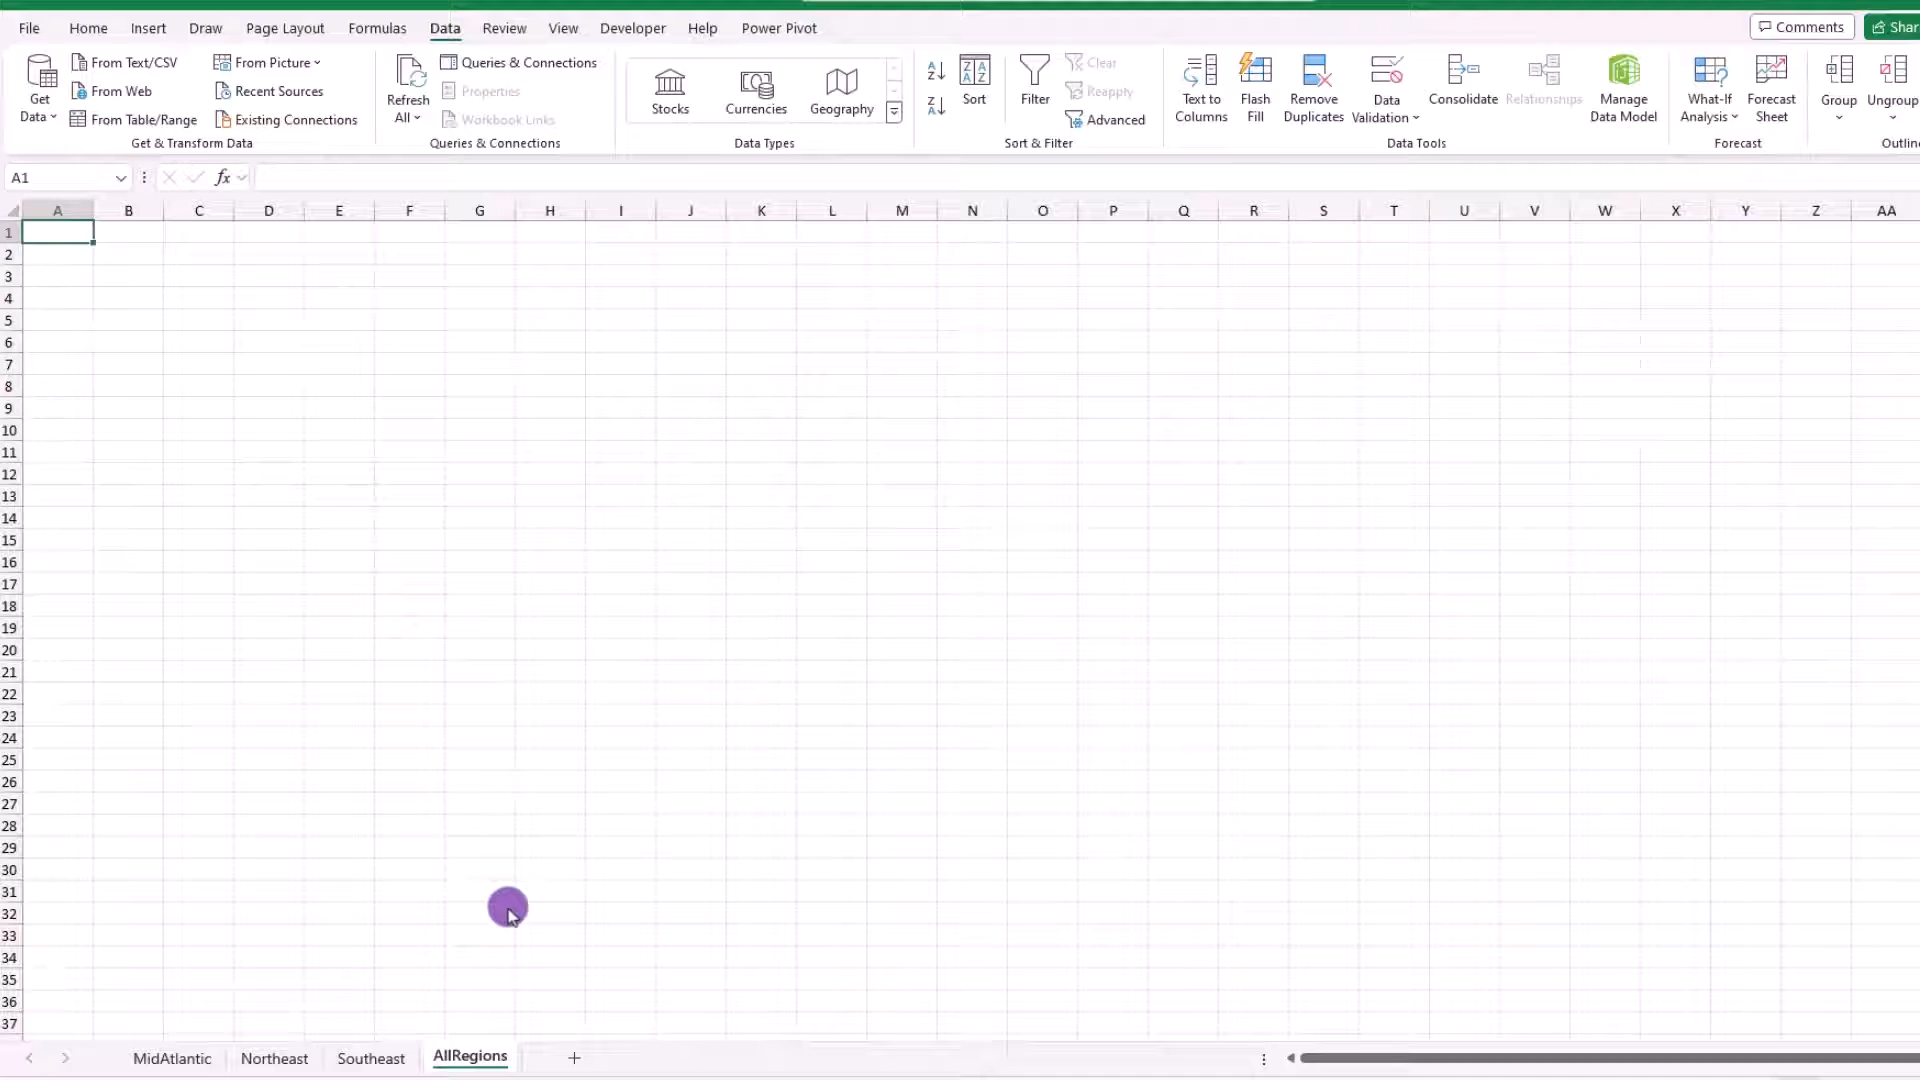 File Home Insert Draw Page Layout Formulas Data Review View Developer Help Power Pivot Comments Shar
Get Data From Text/CSV From Web From Table/Range From Picture Recent Sources Existing Connections
Get & Transform Data
Refresh All Queries & Connections Properties Workbook Links
Queries & Connections
Stocks Currencies Geography
Data Types
Sort Filter Clear Reapply Advanced
Sort & Filter
Text to Columns Flash Fill Remove Duplicates Data Validation Consolidate Relationships Manage Data Model
Data Tools
What-If Analysis Forecast Sheet
Forecast
Group Ungroup
Outline
A1 fx
A B C D E F G H I J K L M N O P Q R S T U V W X Y Z AA
1
2
3
4
5
6
7
8
9
10
11
12
13
14
15
16
17
18
19
20
21
22
23
24
25
26
27
28
29
30
31
32
33
34
35
36
37
MidAtlantic Northeast Southeast AllRegions +